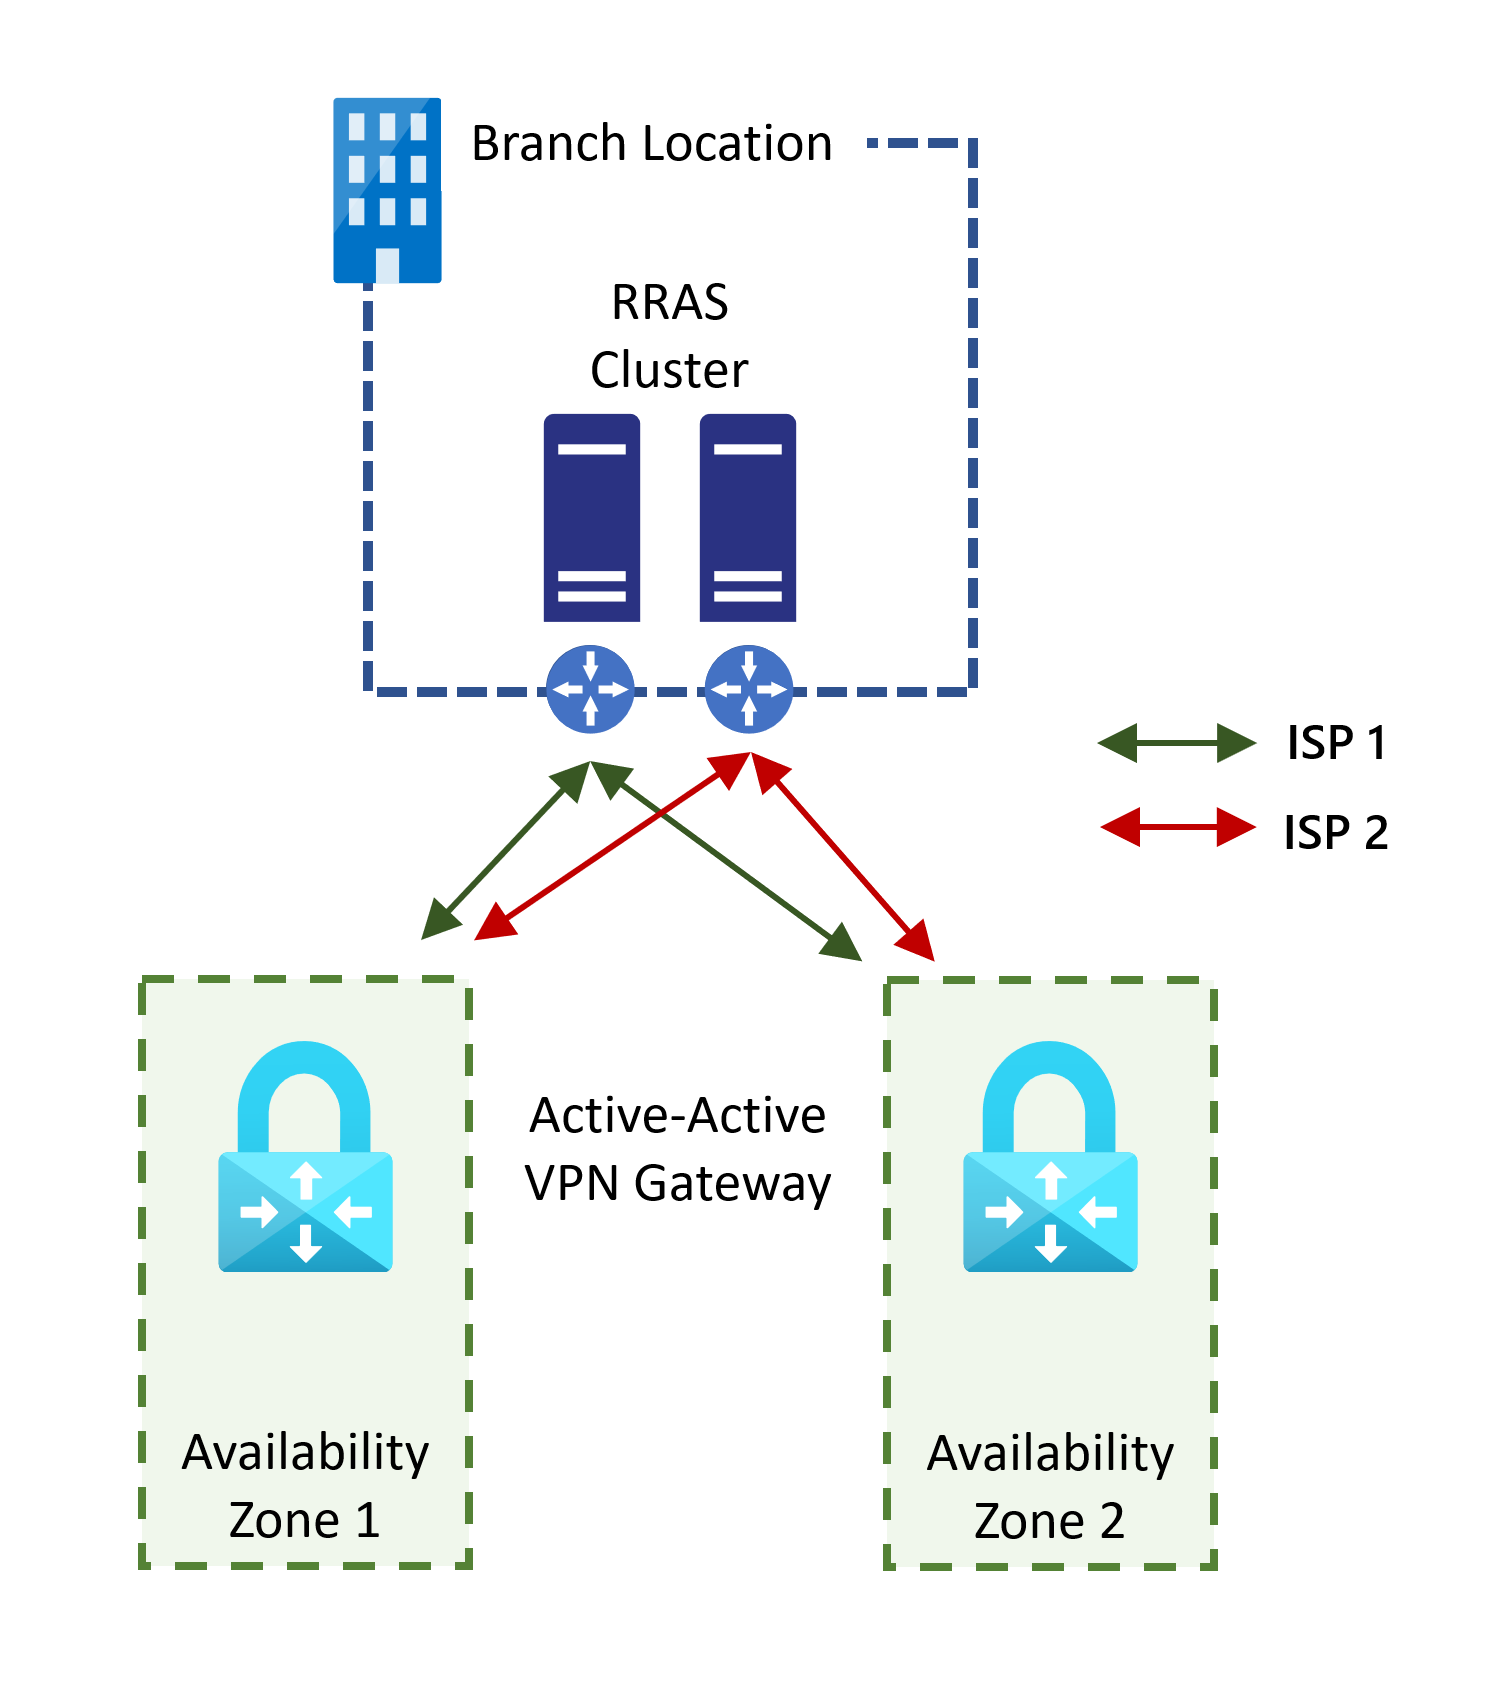 Branch Location
RRAS
Cluster
ISP 1
ISP 2
Active-Active
VPN Gateway
Availability
Zone 1
Availability
Zone 2